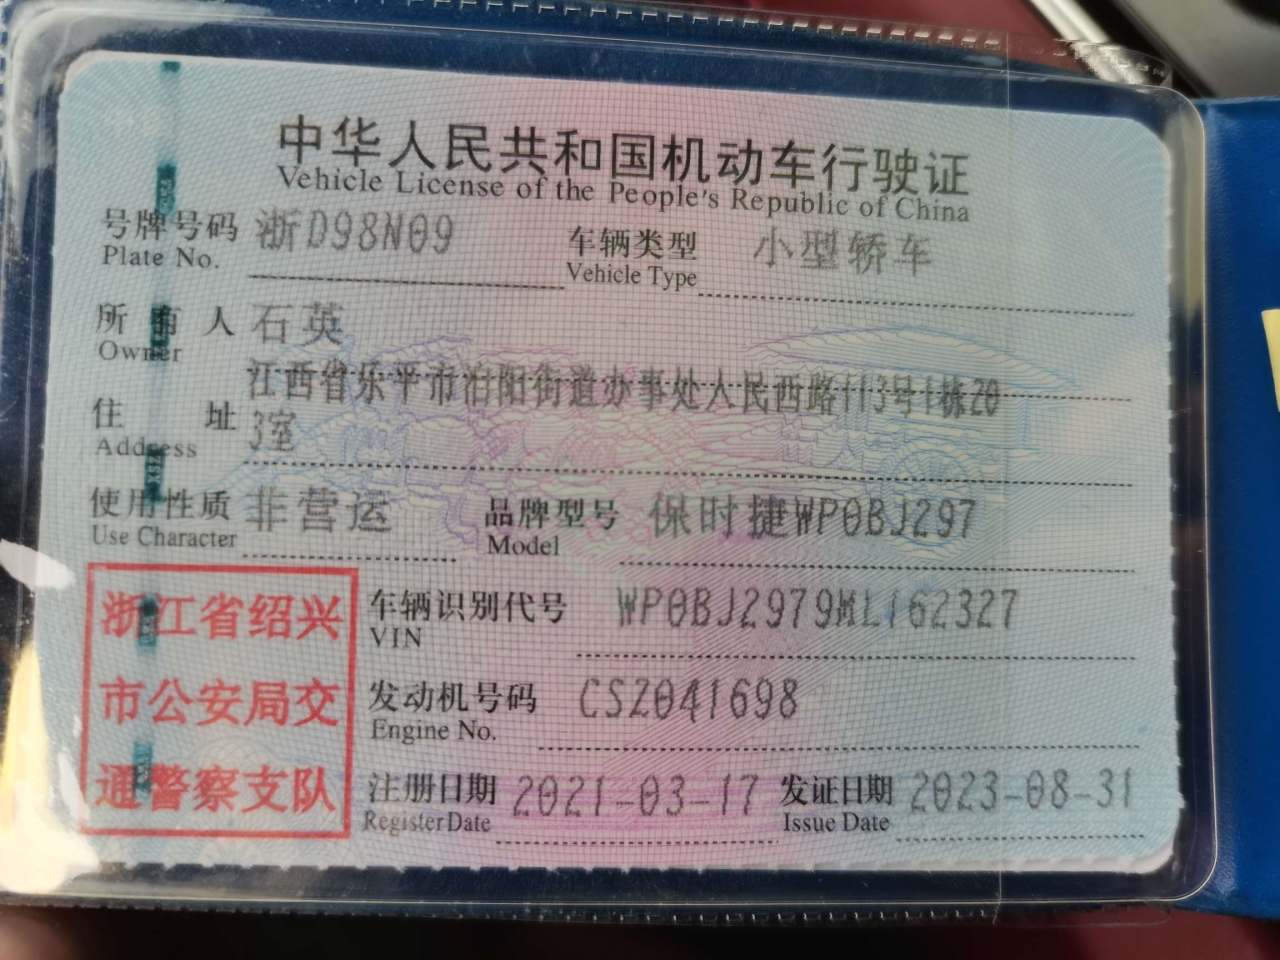 中华人民共和国机动车行驶证
Vehicle License of the People's Republic of China
号牌号码 浙D98N09 车辆类型 小型轿车
Plate No. Vehicle Type
所有人 石英
Owner
江西省乐平市洎阳街道办事处人民西路113号1栋20
住址 3室
Address
使用性质 非营运 品牌型号 保时捷WP0BJ297
Use Character Model
浙江省绍兴
市公安局交
通警察支队
车辆识别代号 WP0BJ2979ML162327
VIN
发动机号码 CSZ041698
Engine No.
注册日期 2021-03-17 发证日期 2023-08-31
Register Date Issue Date